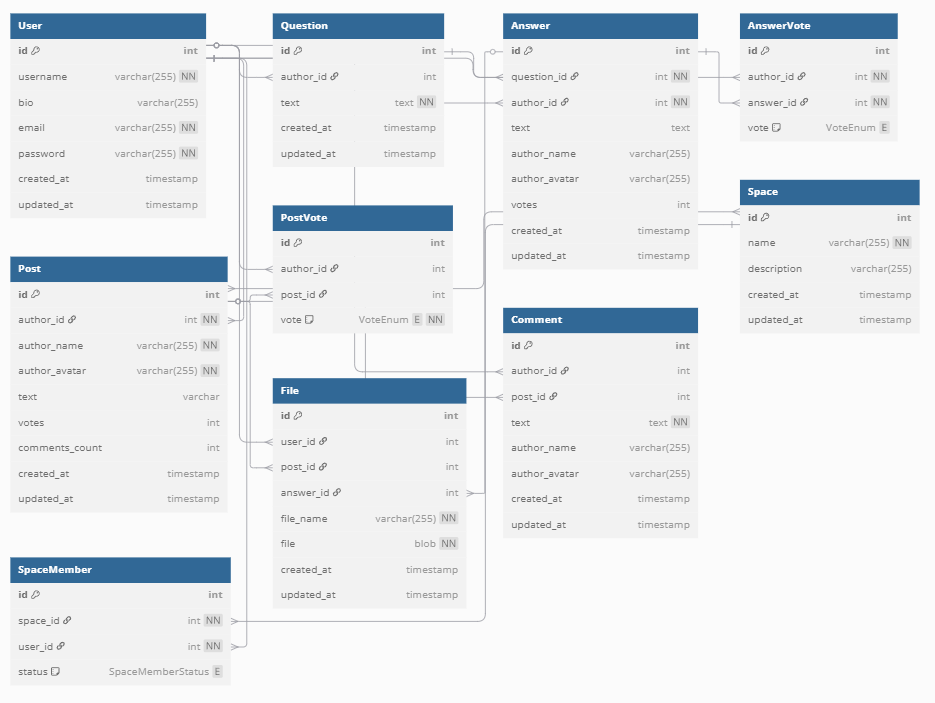 User
id int
username varchar(255) NN
bio varchar(255)
email varchar(255) NN
password varchar(255) NN
created_at timestamp
updated_at timestamp
Question
id int
author_id int
text text NN
created_at timestamp
updated_at timestamp
Answer
id int
question_id int NN
author_id int NN
text text
author_name varchar(255)
author_avatar varchar(255)
votes int
created_at timestamp
updated_at timestamp
AnswerVote
id int
author_id int NN
answer_id int NN
vote VoteEnum E
Space
id int
name varchar(255) NN
description varchar(255)
created_at timestamp
updated_at timestamp
PostVote
id int
author_id int
post_id int
vote VoteEnum E NN
Post
id int
author_id int NN
author_name varchar(255) NN
author_avatar varchar(255) NN
text varchar
votes int
comments_count int
created_at timestamp
updated_at timestamp
Comment
id int
author_id int
post_id int
text text NN
author_name varchar(255)
author_avatar varchar(255)
created_at timestamp
updated_at timestamp
File
id int
user_id int
post_id int
answer_id int
file_name varchar(255) NN
file blob NN
created_at timestamp
updated_at timestamp
SpaceMember
id int
space_id int NN
user_id int NN
status SpaceMemberStatus E